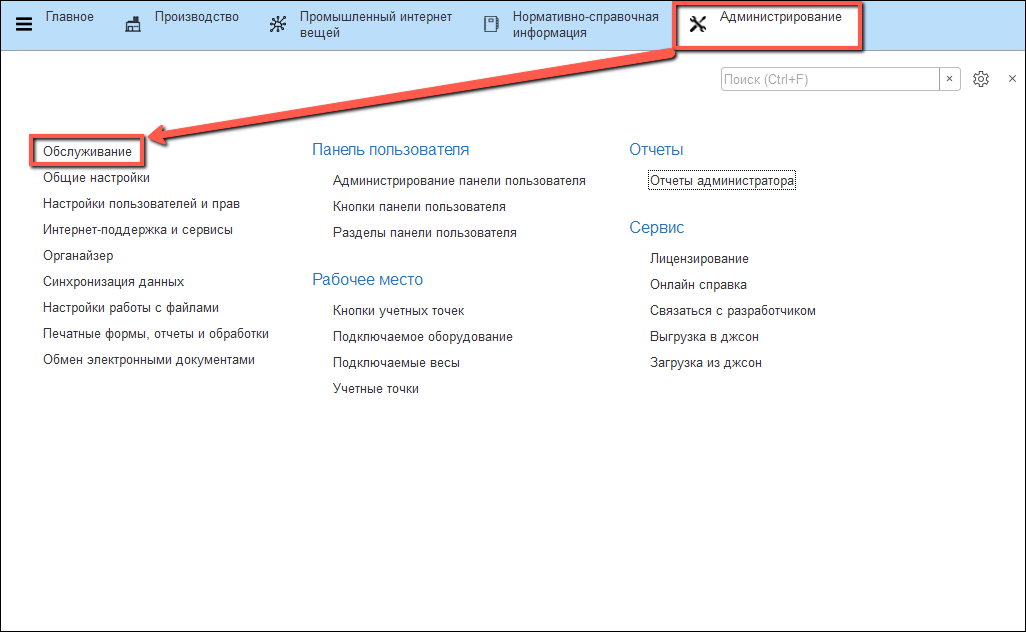 Главное
Производство
Промышленный интернет
вещей
Нормативно-справочная
информация
Администрирование
Поиск (Ctrl+F)
Обслуживание
Общие настройки
Настройки пользователей и прав
Интернет-поддержка и сервисы
Органайзер
Синхронизация данных
Настройки работы с файлами
Печатные формы, отчеты и обработки
Обмен электронными документами
Панель пользователя
Администрирование панели пользователя
Кнопки панели пользователя
Разделы панели пользователя
Рабочее место
Кнопки учетных точек
Подключаемое оборудование
Подключаемые весы
Учетные точки
Отчеты
Отчеты администратора
Сервис
Лицензирование
Онлайн справка
Связаться с разработчиком
Выгрузка в джсон
Загрузка из джсон